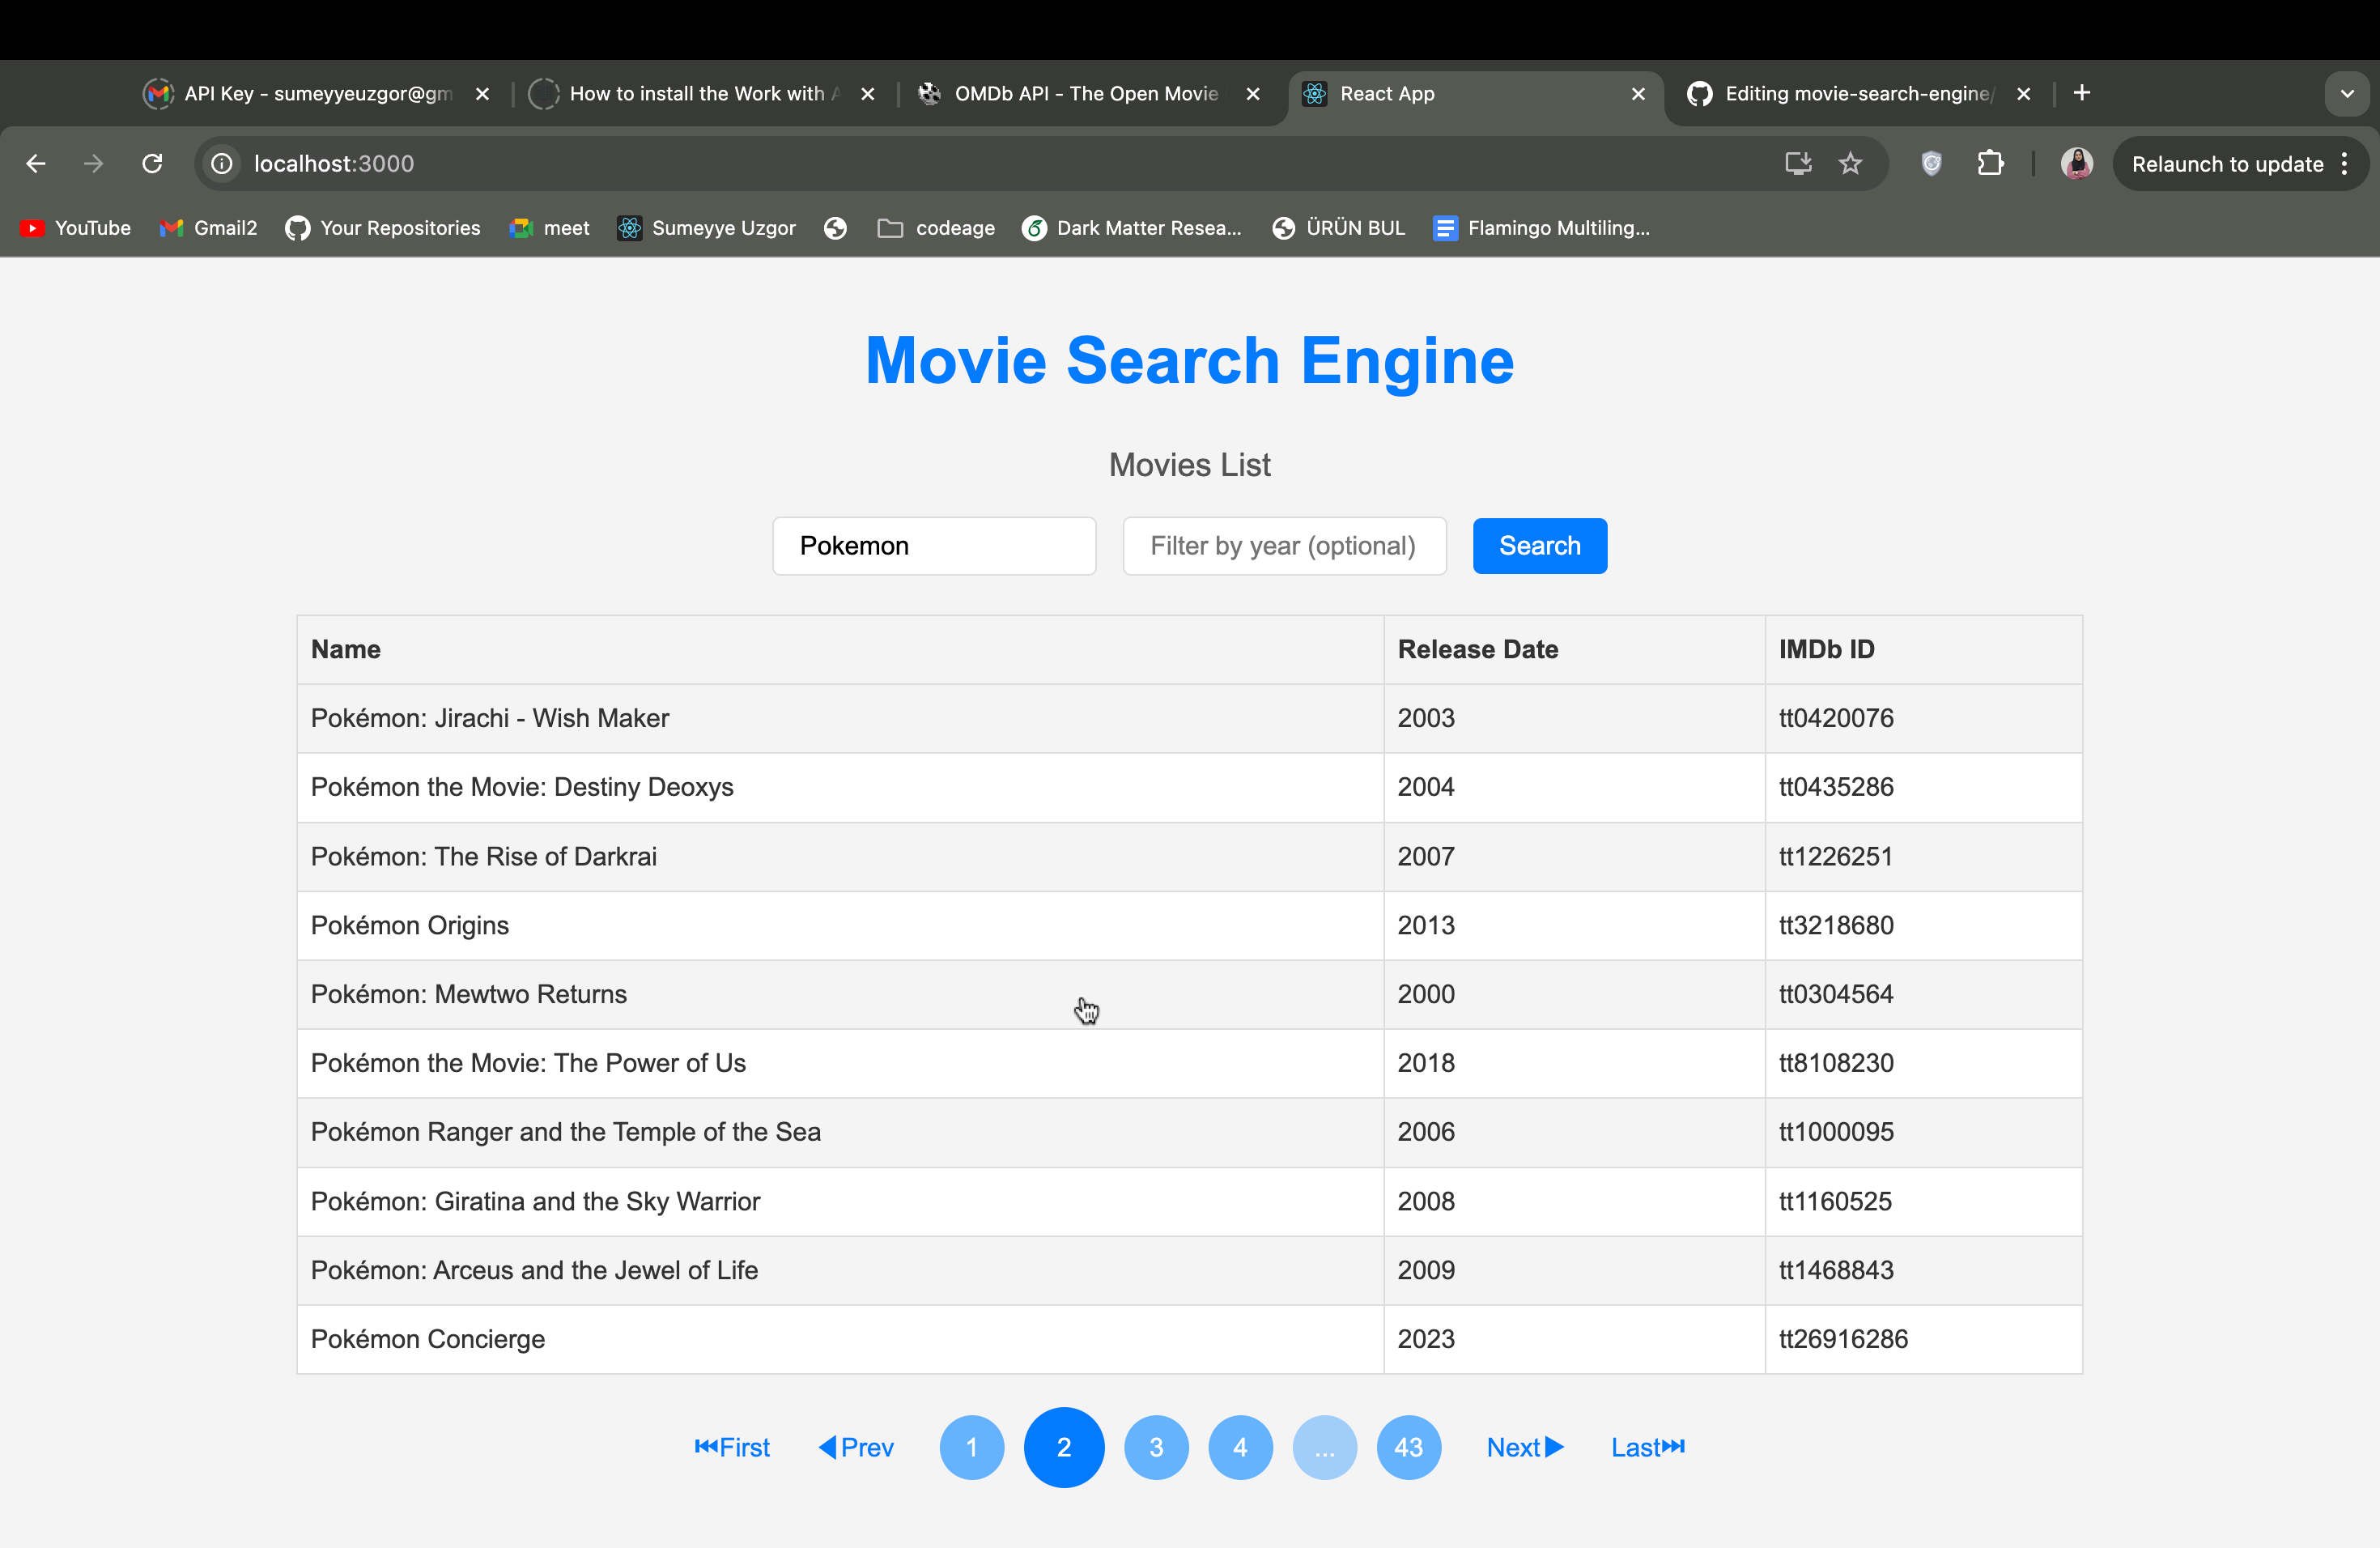 API Key - sumeyyeuzgor@gm
How to install the Work with A
OMDb API - The Open Movie
React App
Editing movie-search-engine/
localhost:3000
Relaunch to update
YouTube
Gmail2
Your Repositories
meet
Sumeyye Uzgor
codeage
Dark Matter Resea...
ÜRÜN BUL
Flamingo Multiling...
Movie Search Engine
Movies List
Pokemon
Filter by year (optional)
Search
Name Release Date IMDb ID
Pokémon: Jirachi - Wish Maker 2003 tt0420076
Pokémon the Movie: Destiny Deoxys 2004 tt0435286
Pokémon: The Rise of Darkrai 2007 tt1226251
Pokémon Origins 2013 tt3218680
Pokémon: Mewtwo Returns 2000 tt0304564
Pokémon the Movie: The Power of Us 2018 tt8108230
Pokémon Ranger and the Temple of the Sea 2006 tt1000095
Pokémon: Giratina and the Sky Warrior 2008 tt1160525
Pokémon: Arceus and the Jewel of Life 2009 tt1468843
Pokémon Concierge 2023 tt26916286
⏮First ◀Prev 1 2 3 4 ... 43 Next▶ Last⏭